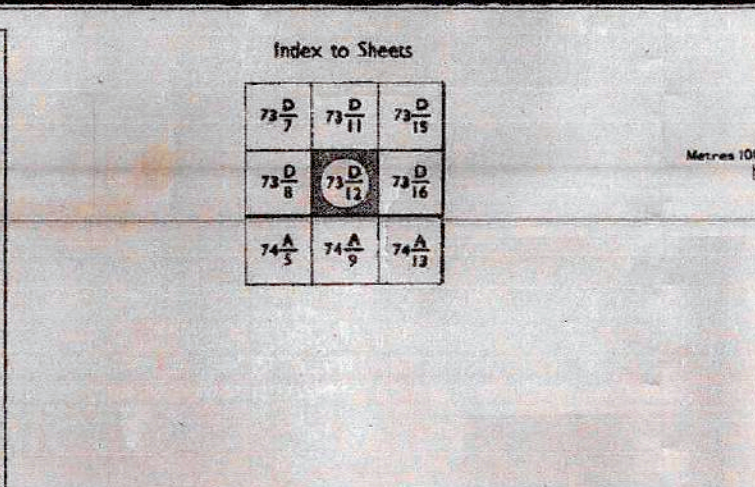 Index to Sheets
73 D/7 73 D/11 73 D/15
Metres 100
73 D/8 73 D/12 73 D/16
74 A/5 74 A/9 74 A/13